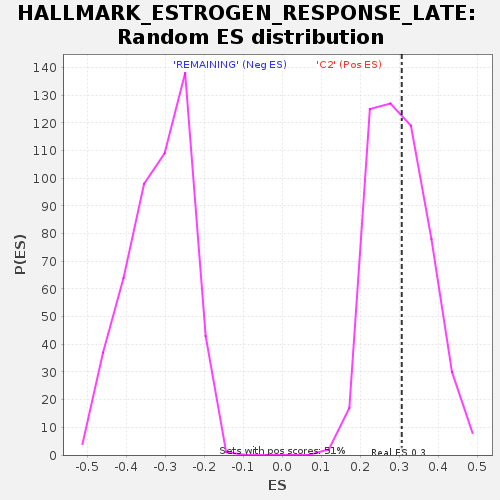 HALLMARK_ESTROGEN_RESPONSE_LATE:
Random ES distribution
'REMAINING' (Neg ES) 'C2' (Pos ES)
140
130
120
110
100
90
80
70
60
50
40
30
20
10
0
P(ES)
Sets with pos scores: 51%
Real ES 0.3
-0.5 -0.4 -0.3 -0.2 -0.1 0.0 0.1 0.2 0.3 0.4 0.5
ES